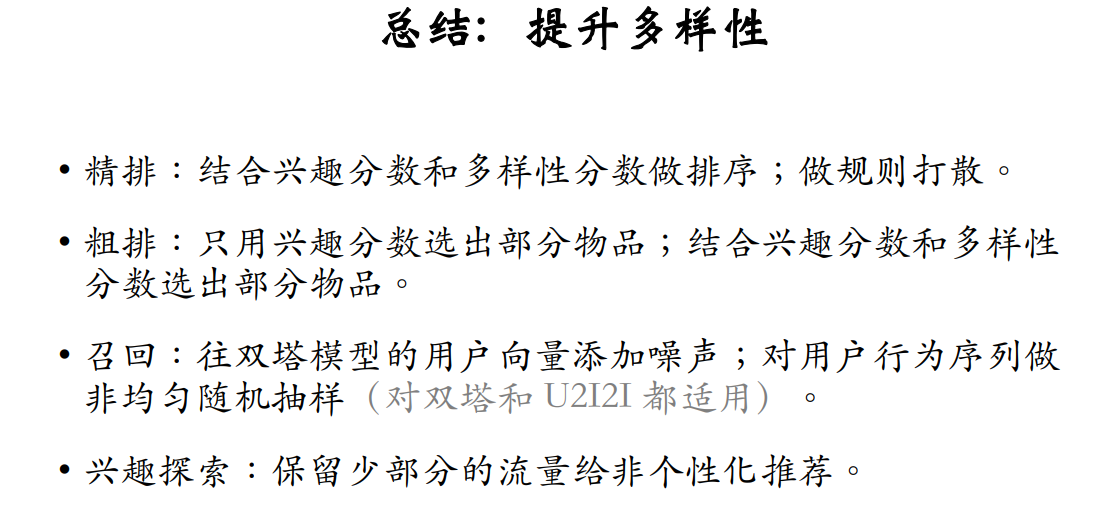 总结：提升多样性
• 精排：结合兴趣分数和多样性分数做排序；做规则打散。
• 粗排：只用兴趣分数选出部分物品；结合兴趣分数和多样性
分数选出部分物品。
• 召回：往双塔模型的用户向量添加噪声；对用户行为序列做
非均匀随机抽样（对双塔和 U2I2I 都适用）。
• 兴趣探索：保留少部分的流量给非个性化推荐。